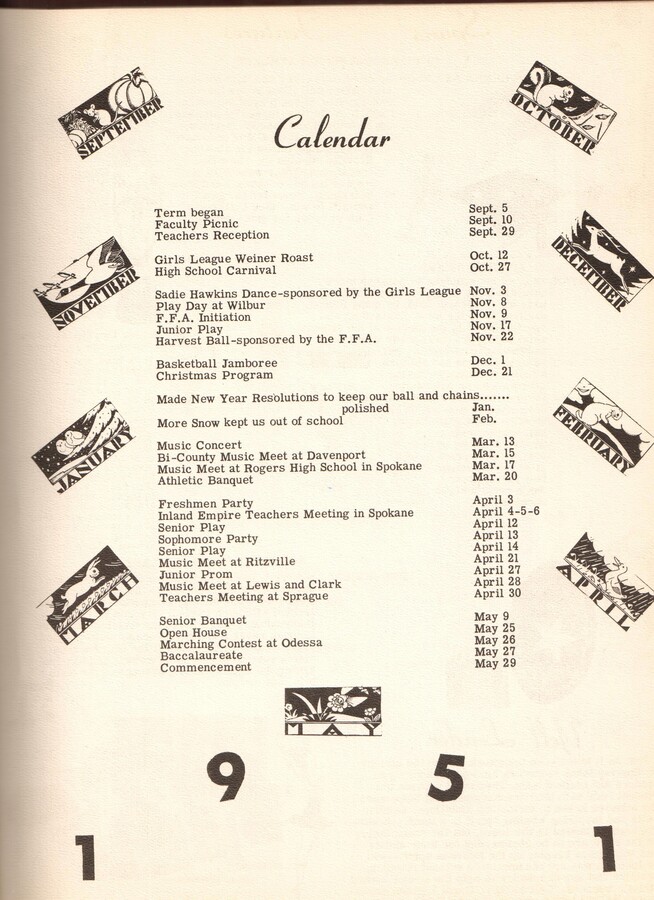 SEPTEMBER
OCTOBER
Calendar
Term began Sept. 5
Faculty Picnic Sept. 10
Teachers Reception Sept. 29
Girls League Weiner Roast Oct. 12
High School Carnival Oct. 27
NOVEMBER
DECEMBER
Sadie Hawkins Dance-sponsored by the Girls League Nov. 3
Play Day at Wilbur Nov. 8
F.F.A. Initiation Nov. 9
Junior Play Nov. 17
Harvest Ball-sponsored by the F.F.A. Nov. 22
Basketball Jamboree Dec. 1
Christmas Program Dec. 21
Made New Year Resolutions to keep our ball and chains.......
polished Jan.
More Snow kept us out of school Feb.
JANUARY
FEBRUARY
Music Concert Mar. 13
Bi-County Music Meet at Davenport Mar. 15
Music Meet at Rogers High School in Spokane Mar. 17
Athletic Banquet Mar. 20
Freshmen Party April 3
Inland Empire Teachers Meeting in Spokane April 4-5-6
Senior Play April 12
Sophomore Party April 13
Senior Play April 14
Music Meet at Ritzville April 21
Junior Prom April 27
Music Meet at Lewis and Clark April 28
Teachers Meeting at Sprague April 30
MARCH
APRIL
Senior Banquet May 9
Open House May 25
Marching Contest at Odessa May 26
Baccalaureate May 27
Commencement May 29
MAY
1 9 5 1